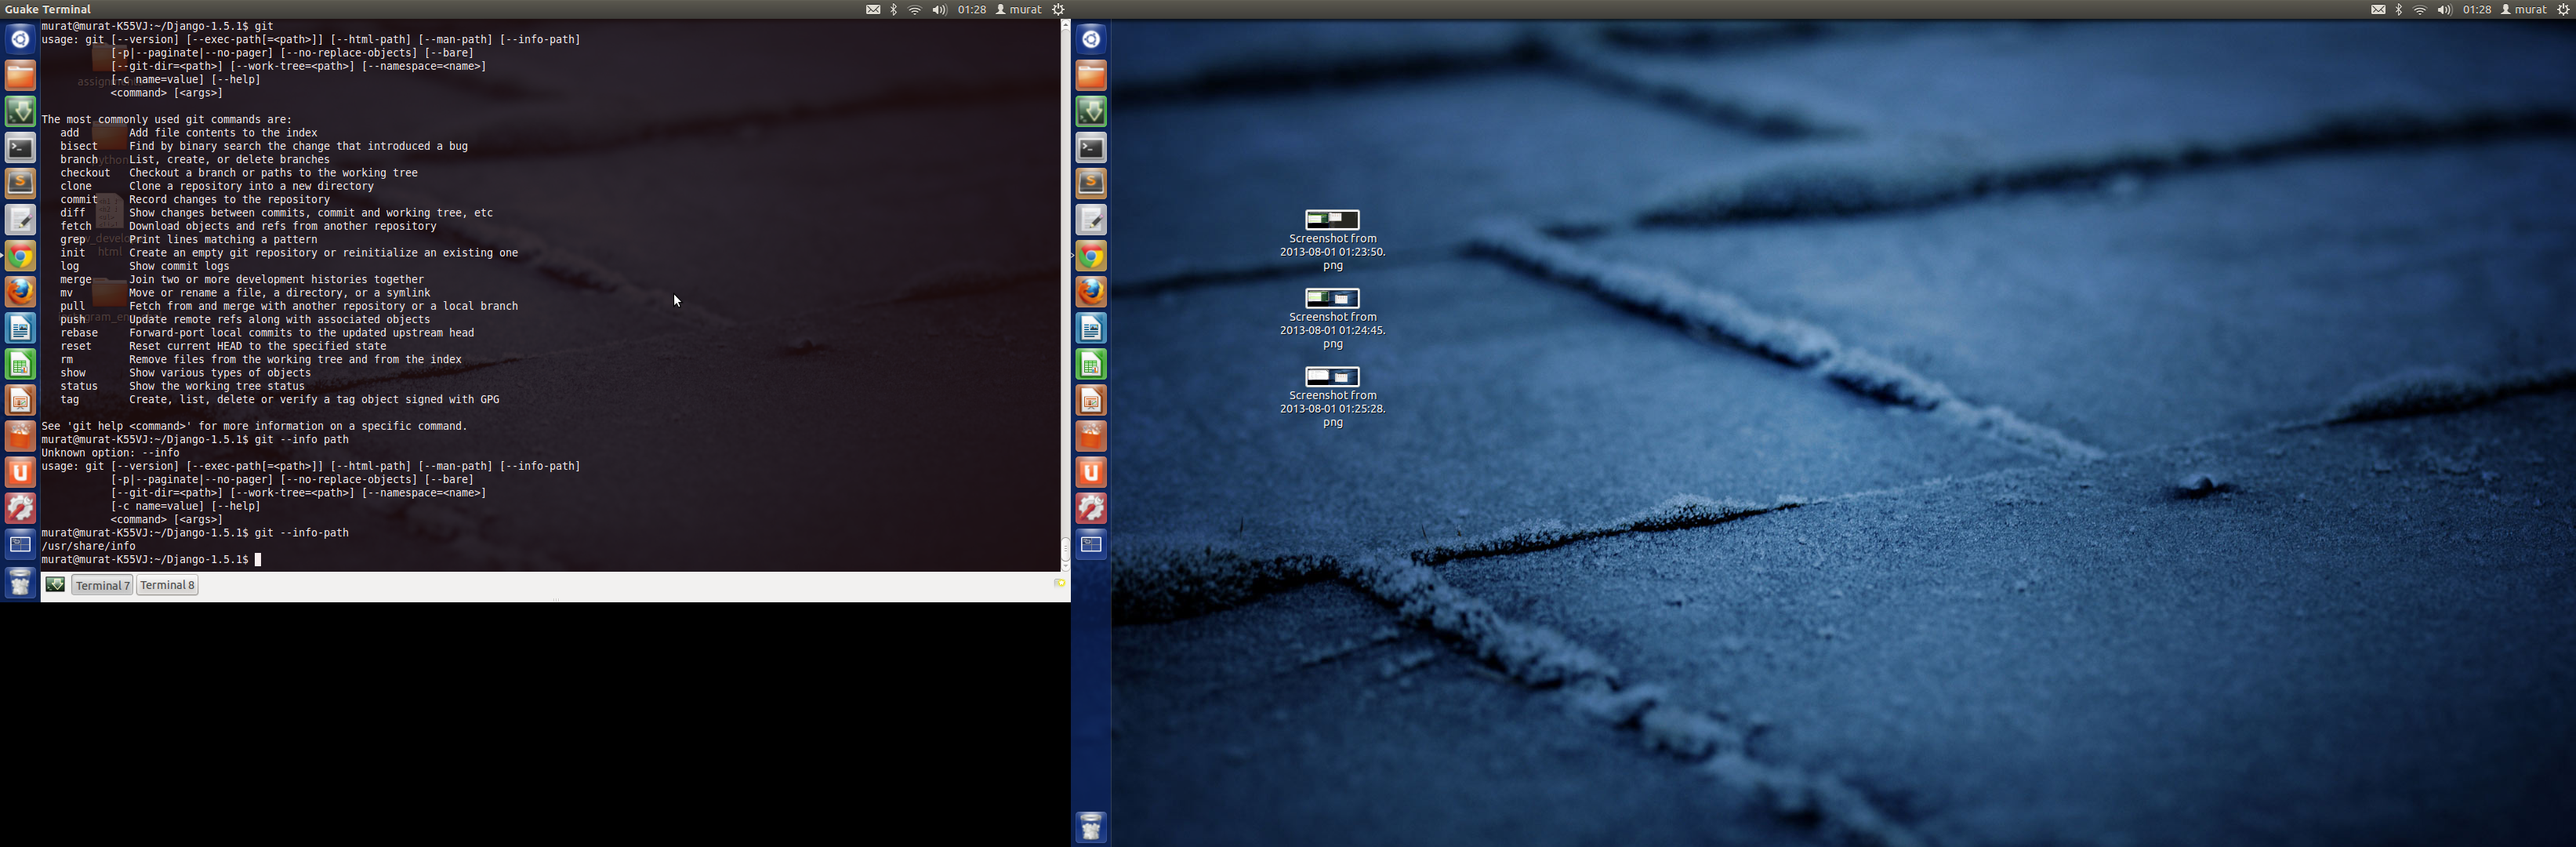 Guake Terminal
01:28
murat
murat@murat-K55VJ:~/Django-1.5.1$ git
usage: git [--version] [--exec-path[=<path>]] [--html-path] [--man-path] [--info-path]
           [-p|--paginate|--no-pager] [--no-replace-objects] [--bare]
           [--git-dir=<path>] [--work-tree=<path>] [--namespace=<name>]
           [-c name=value] [--help]
           <command> [<args>]
The most commonly used git commands are:
   add        Add file contents to the index
   bisect     Find by binary search the change that introduced a bug
   branch     List, create, or delete branches
   checkout   Checkout a branch or paths to the working tree
   clone      Clone a repository into a new directory
   commit     Record changes to the repository
   diff       Show changes between commits, commit and working tree, etc
   fetch      Download objects and refs from another repository
   grep       Print lines matching a pattern
   init       Create an empty git repository or reinitialize an existing one
   log        Show commit logs
   merge      Join two or more development histories together
   mv         Move or rename a file, a directory, or a symlink
   pull       Fetch from and merge with another repository or a local branch
   push       Update remote refs along with associated objects
   rebase     Forward-port local commits to the updated upstream head
   reset      Reset current HEAD to the specified state
   rm         Remove files from the working tree and from the index
   show       Show various types of objects
   status     Show the working tree status
   tag        Create, list, delete or verify a tag object signed with GPG
See 'git help <command>' for more information on a specific command.
murat@murat-K55VJ:~/Django-1.5.1$ git --info path
Unknown option: --info
usage: git [--version] [--exec-path[=<path>]] [--html-path] [--man-path] [--info-path]
           [-p|--paginate|--no-pager] [--no-replace-objects] [--bare]
           [--git-dir=<path>] [--work-tree=<path>] [--namespace=<name>]
           [-c name=value] [--help]
           <command> [<args>]
murat@murat-K55VJ:~/Django-1.5.1$ git --info-path
/usr/share/info
murat@murat-K55VJ:~/Django-1.5.1$
Terminal 7
Terminal 8
01:28
murat
Screenshot from
2013-08-01 01:23:50.
png
Screenshot from
2013-08-01 01:24:45.
png
Screenshot from
2013-08-01 01:25:28.
png